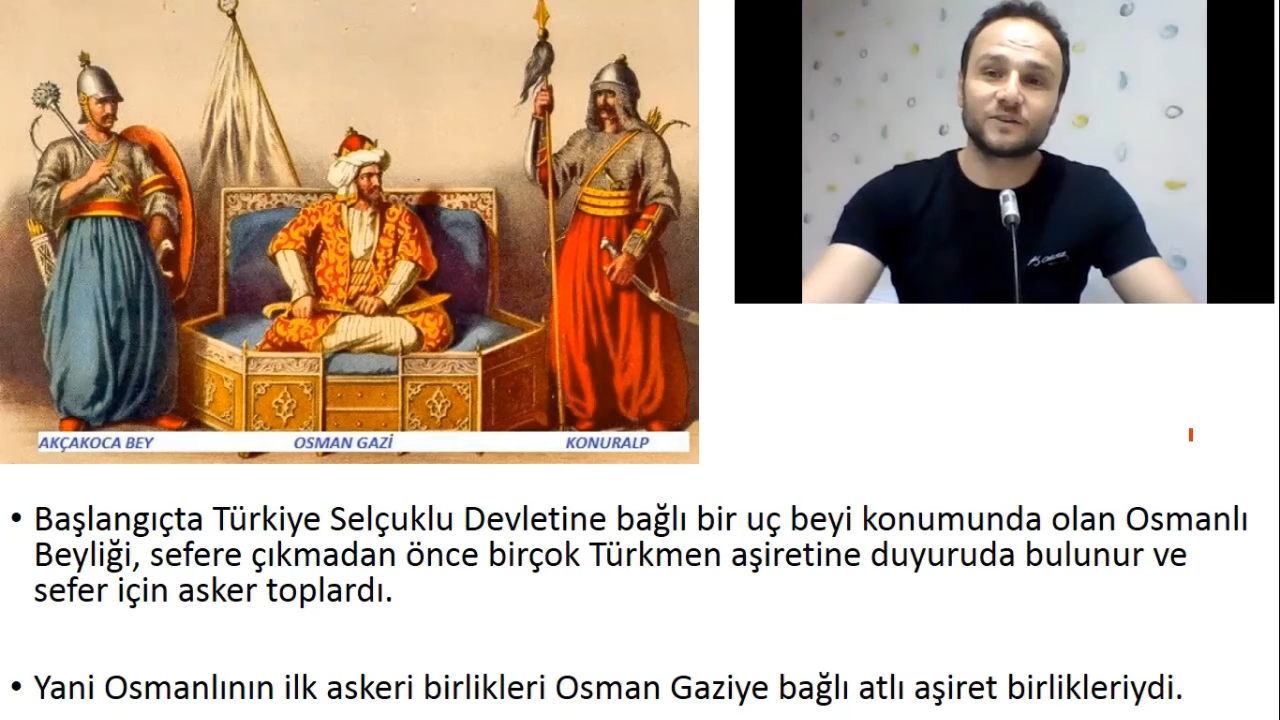 AKÇAKOCA BEY OSMAN GAZİ KONURALP
• Başlangıçta Türkiye Selçuklu Devletine bağlı bir uç beyi konumunda olan Osmanlı
Beyliği, sefere çıkmadan önce birçok Türkmen aşiretine duyuruda bulunur ve
sefer için asker toplardı.
• Yani Osmanlının ilk askeri birlikleri Osman Gaziye bağlı atlı aşiret birlikleriydi.